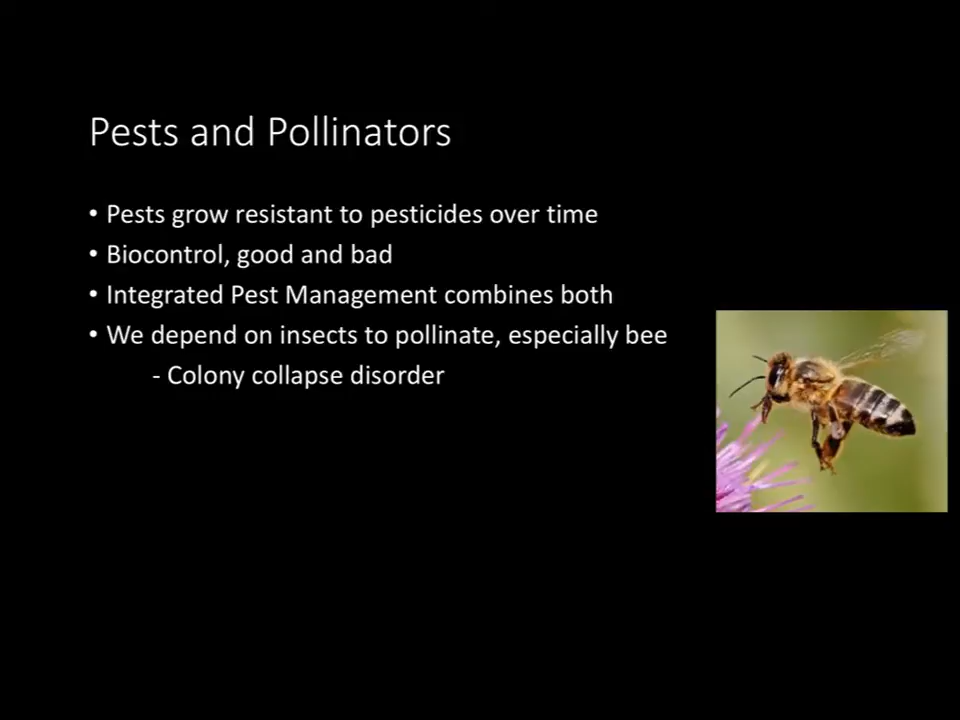 Pests and Pollinators
• Pests grow resistant to pesticides over time
• Biocontrol, good and bad
• Integrated Pest Management combines both
• We depend on insects to pollinate, especially bee
- Colony collapse disorder